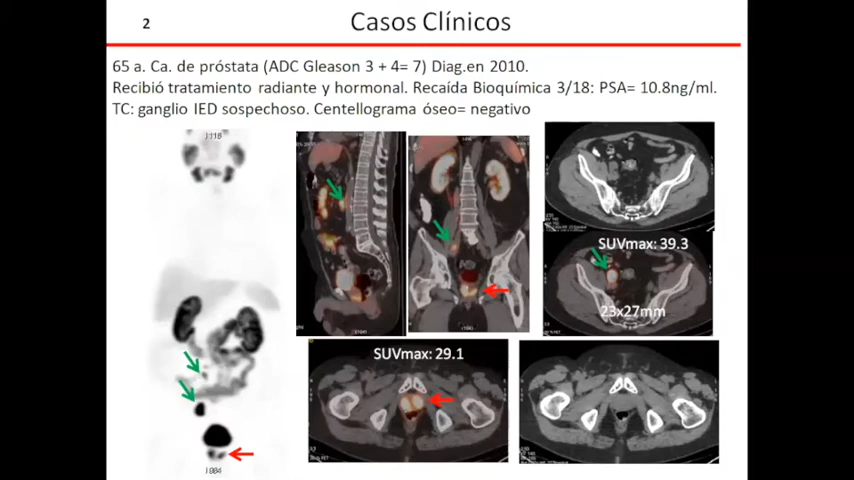 2
Casos Clínicos
65 a. Ca. de próstata (ADC Gleason 3 + 4= 7) Diag.en 2010.
Recibió tratamiento radiante y hormonal. Recaída Bioquímica 3/18: PSA= 10.8ng/ml.
TC: ganglio IED sospechoso. Centellograma óseo= negativo
SUVmax: 39.3
23x27mm
SUVmax: 29.1